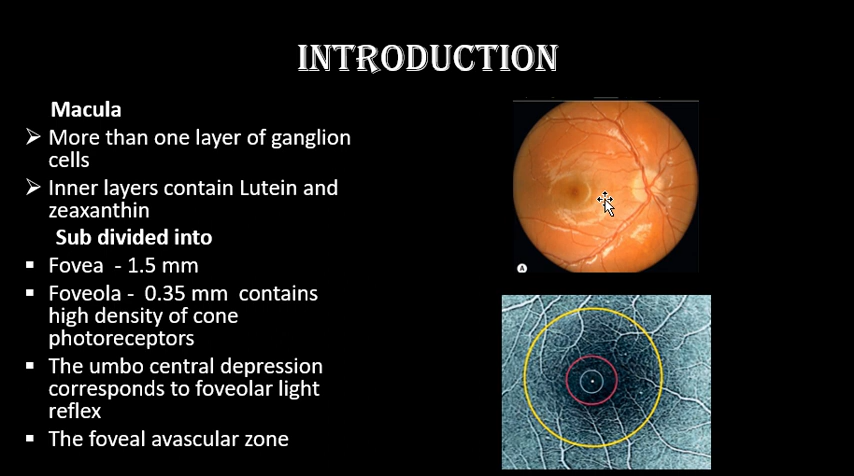 INTRODUCTION
Macula
➢ More than one layer of ganglion
cells
➢ Inner layers contain Lutein and
zeaxanthin
Sub divided into
▪ Fovea - 1.5 mm
▪ Foveola - 0.35 mm contains
high density of cone
photoreceptors
▪ The umbo central depression
corresponds to foveolar light
reflex
▪ The foveal avascular zone
A